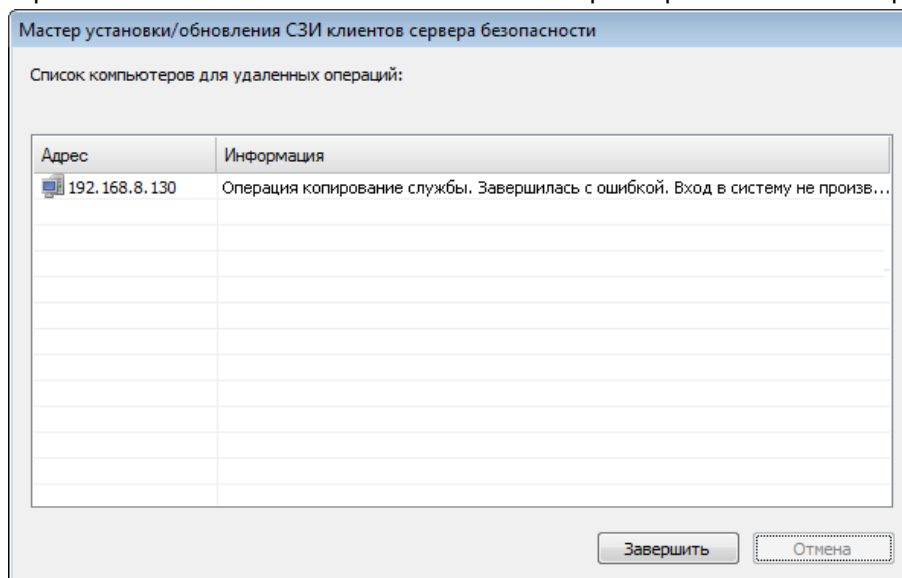 Мастер установки/обновления СЗИ клиентов сервера безопасности
Список компьютеров для удаленных операций:
Адрес Информация
192.168.8.130 Операция копирование службы. Завершилась с ошибкой. Вход в систему не произв...
Завершить Отмена